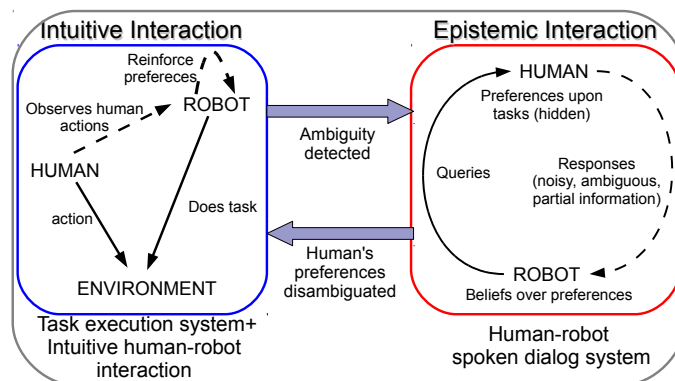 Intuitive Interaction
Reinforce
prefereces
Observes human
actions
ROBOT
HUMAN
action
Does task
ENVIRONMENT
Task execution system+
Intuitive human-robot
interaction
Ambiguity
detected
Human's
preferences
disambiguated
Epistemic Interaction
HUMAN
Preferences upon
tasks (hidden)
Queries
Responses
(noisy, ambiguous,
partial information)
ROBOT
Beliefs over preferences
Human-robot
spoken dialog system